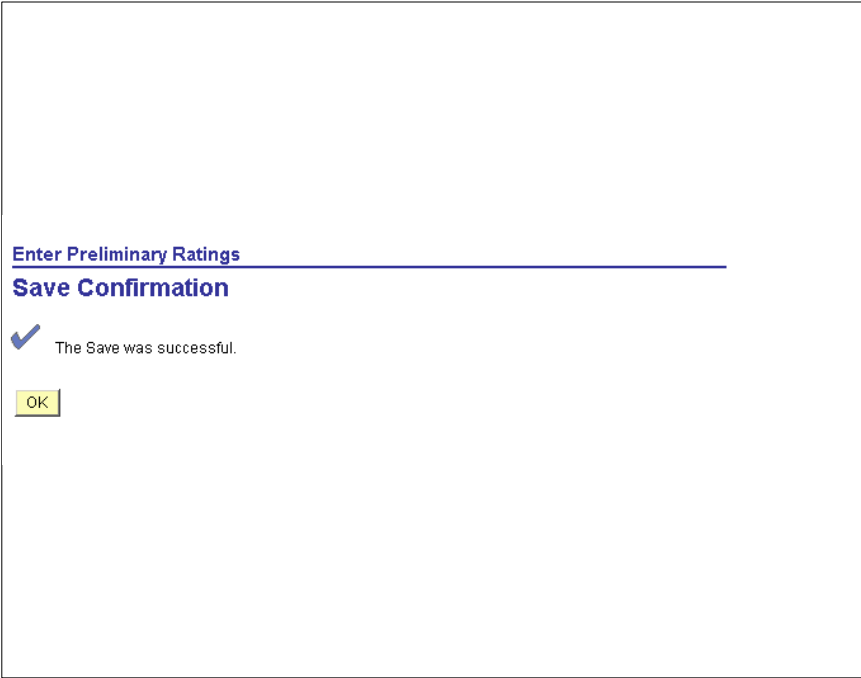 Enter Preliminary Ratings
Save Confirmation
The Save was successful.
OK